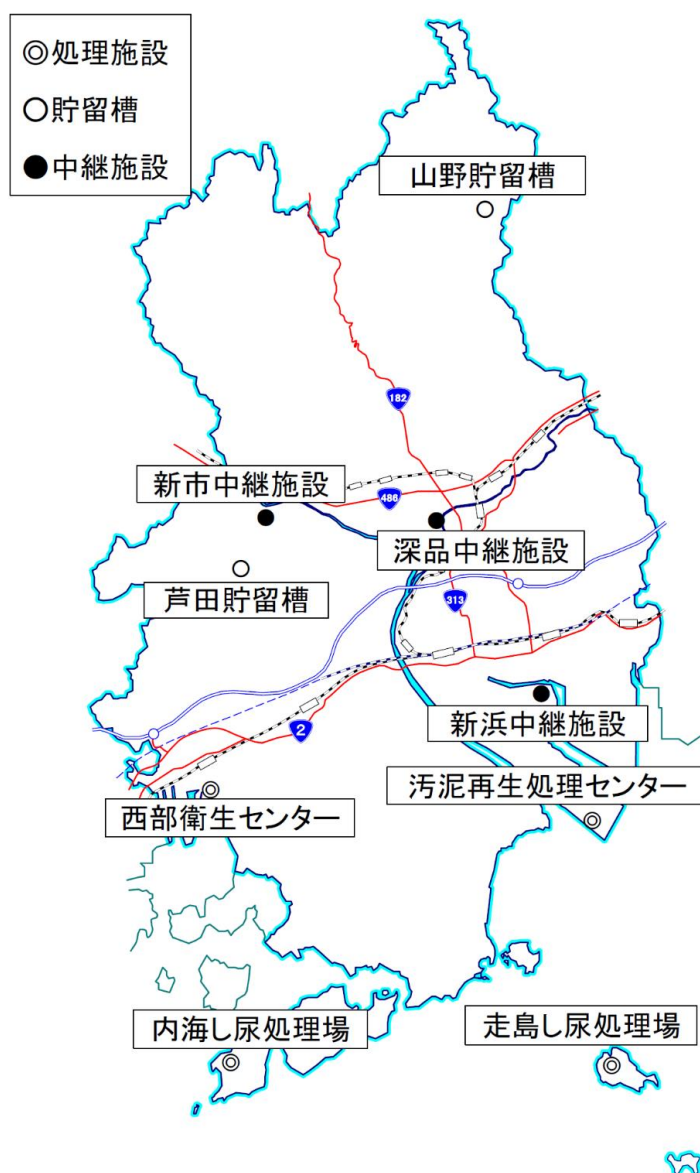 ◎処理施設
○貯留槽
●中継施設
山野貯留槽
182
新市中継施設
486
深品中継施設
芦田貯留槽
313
新浜中継施設
2
汚泥再生処理センター
西部衛生センター
内海し尿処理場
走島し尿処理場